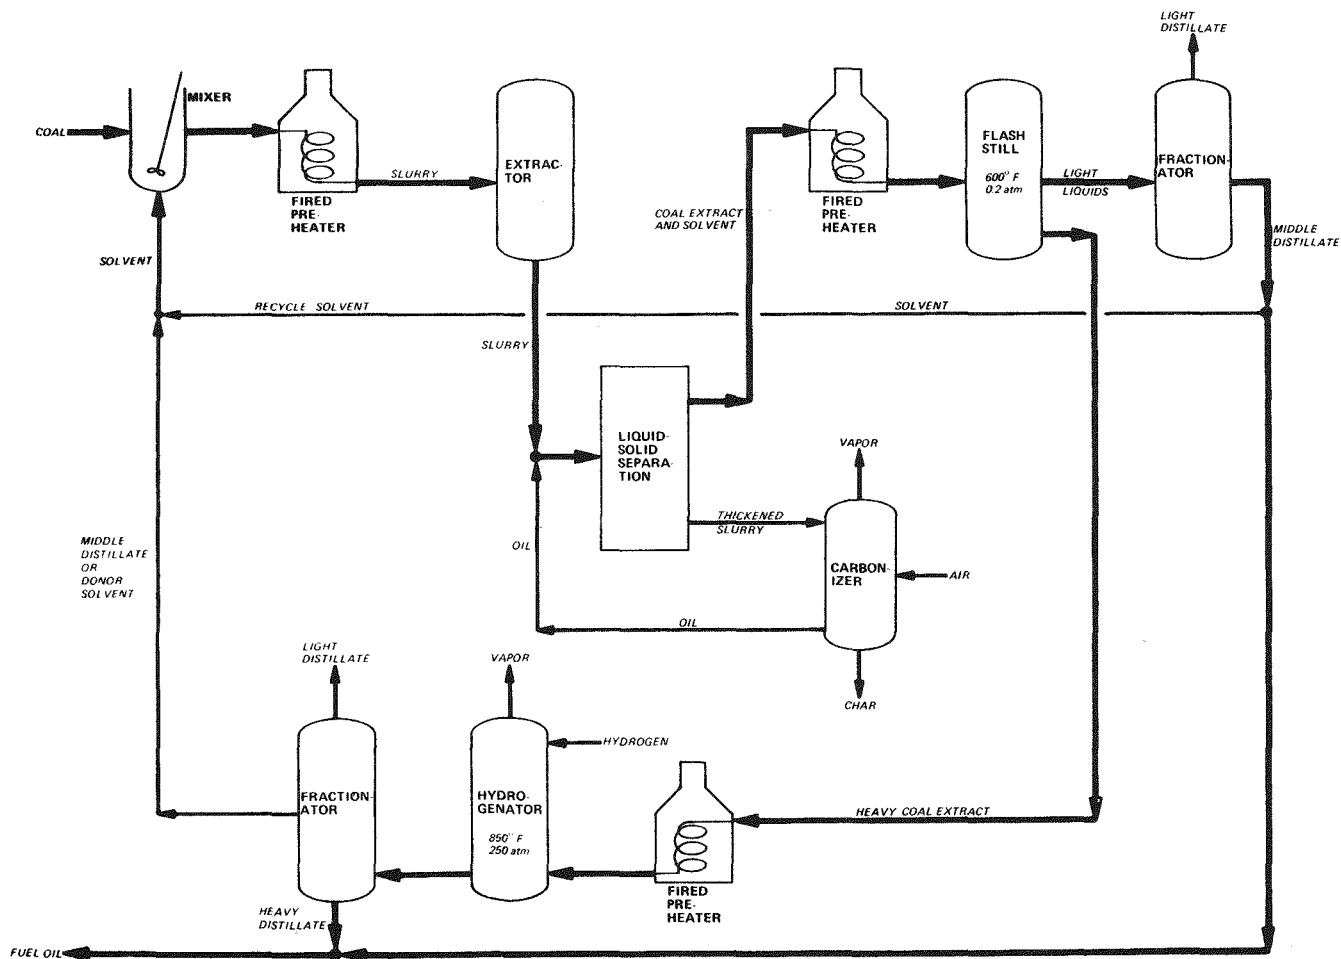 LIGHT
DISTILLATE
MIXER
COAL
SLURRY
FIRED
PRE-
HEATER
EXTRAC-
TOR
COAL EXTRACT
AND SOLVENT
FIRED
PRE-
HEATER
FLASH
STILL
600° F
0.2 atm
LIGHT
LIQUIDS
FRACTION-
ATOR
MIDDLE
DISTILLATE
SOLVENT
RECYCLE SOLVENT
SOLVENT
SLURRY
LIQUID-
SOLID
SEPARA-
TION
VAPOR
THICKENED
SLURRY
CARBON-
IZER
AIR
OIL
OIL
CHAR
MIDDLE
DISTILLATE
OR
DONOR
SOLVENT
LIGHT
DISTILLATE
VAPOR
HYDROGEN
FRACTION-
ATOR
HYDRO-
GENATOR
850° F
250 atm
HEAVY COAL EXTRACT
FIRED
PRE-
HEATER
HEAVY
DISTILLATE
FUEL OIL